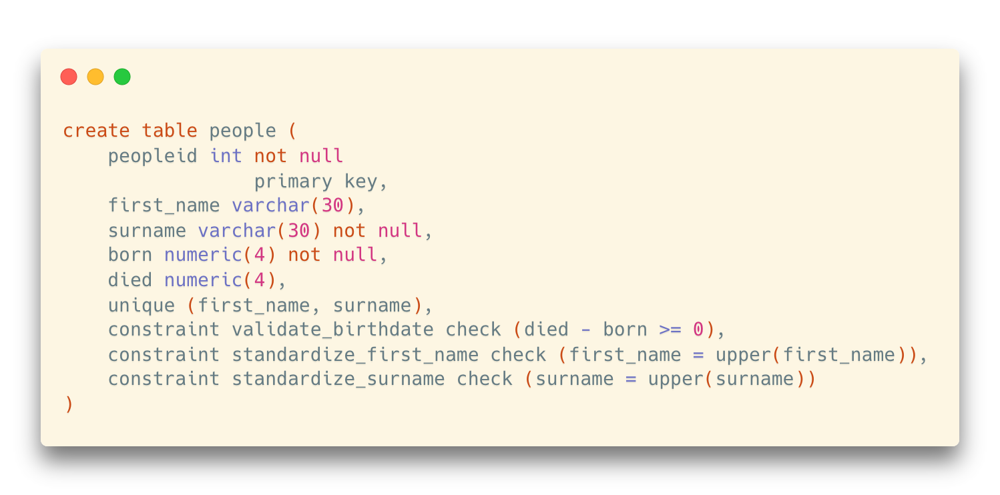 create table people (
    peopleid int not null
                 primary key,
    first_name varchar(30),
    surname varchar(30) not null,
    born numeric(4) not null,
    died numeric(4),
    unique (first_name, surname),
    constraint validate_birthdate check (died - born >= 0),
    constraint standardize_first_name check (first_name = upper(first_name)),
    constraint standardize_surname check (surname = upper(surname))
)